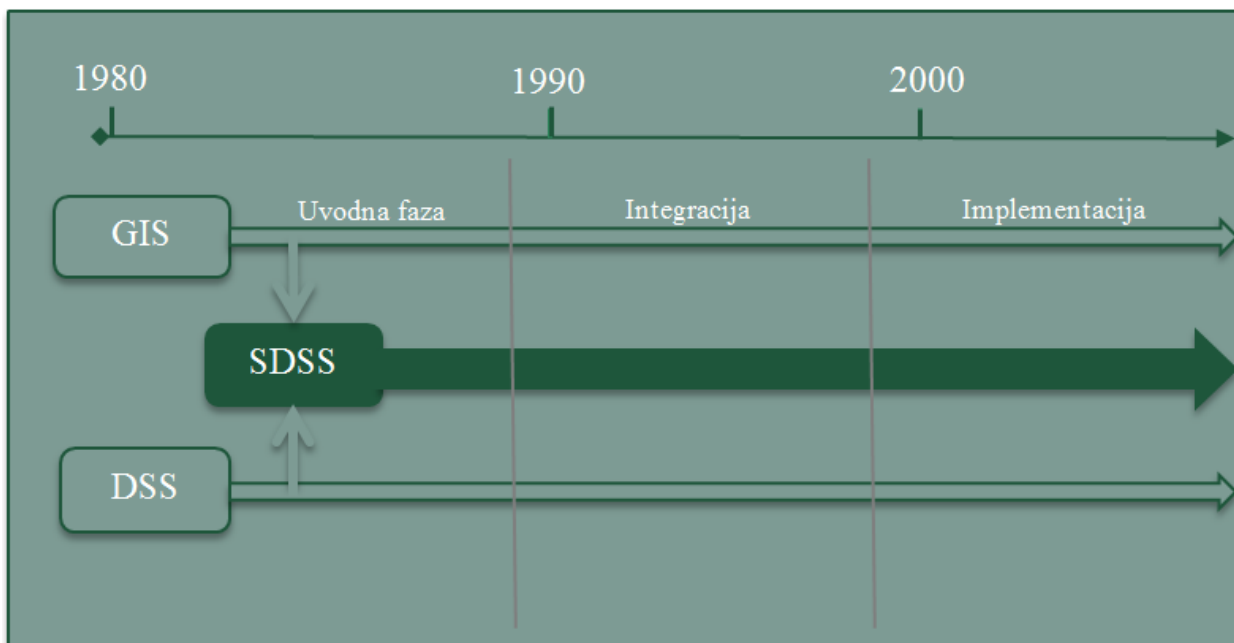 1980
1990
2000
Uvodna faza
Integracija
Implementacija
GIS
SDSS
DSS